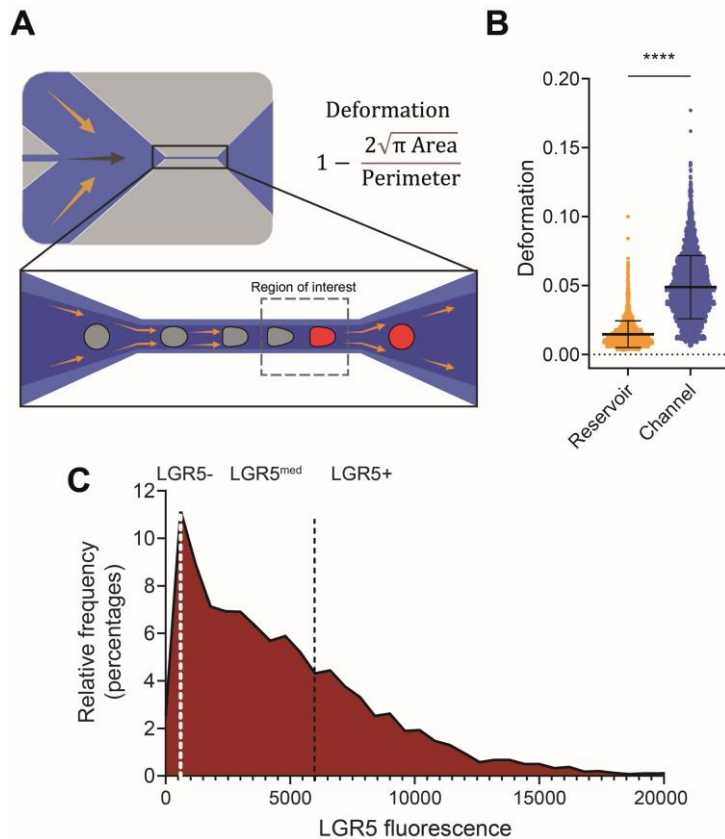 A
Deformation
1 − 2√π Area / Perimeter
Region of interest
B
****
Deformation
0.20
0.15
0.10
0.05
0.00
Reservoir
Channel
C
LGR5- LGR5med LGR5+
Relative frequency
(percentages)
12
10
8
6
4
2
0
0 5000 10000 15000 20000
LGR5 fluorescence